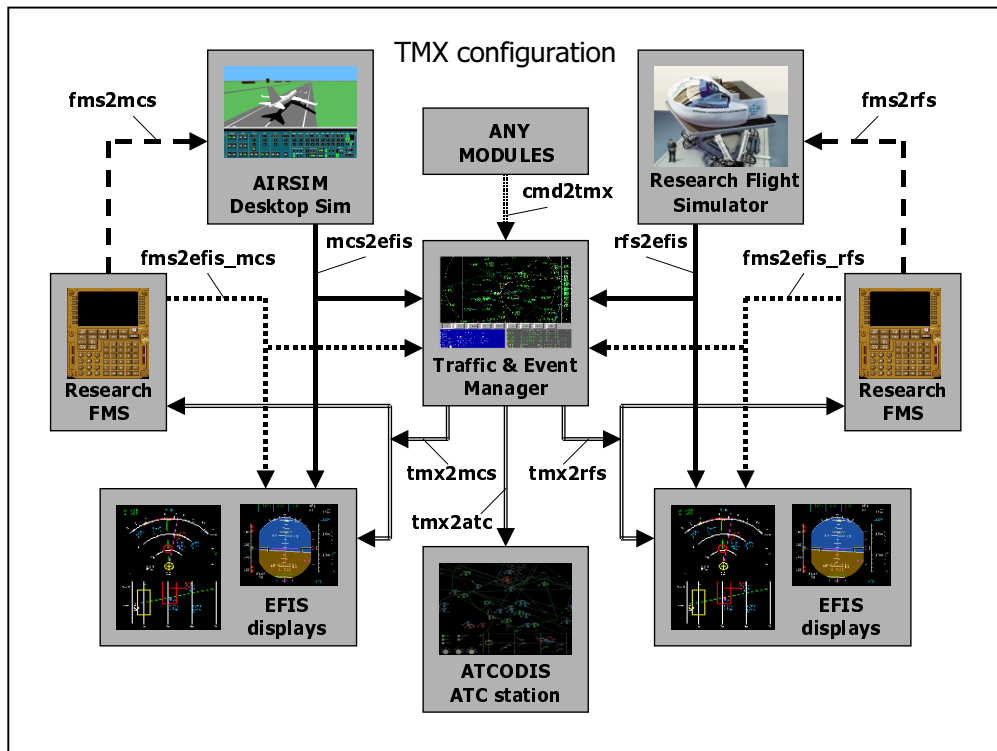 TMX configuration
fms2mcs
fms2rfs
ANY
MODULES
AIRSIM
Desktop Sim
Research Flight
Simulator
cmd2tmx
mcs2efis
rfs2efis
fms2efis_mcs
fms2efis_rfs
Traffic & Event
Manager
Research
FMS
Research
FMS
tmx2mcs
tmx2rfs
tmx2atc
EFIS
displays
EFIS
displays
ATCODIS
ATC station